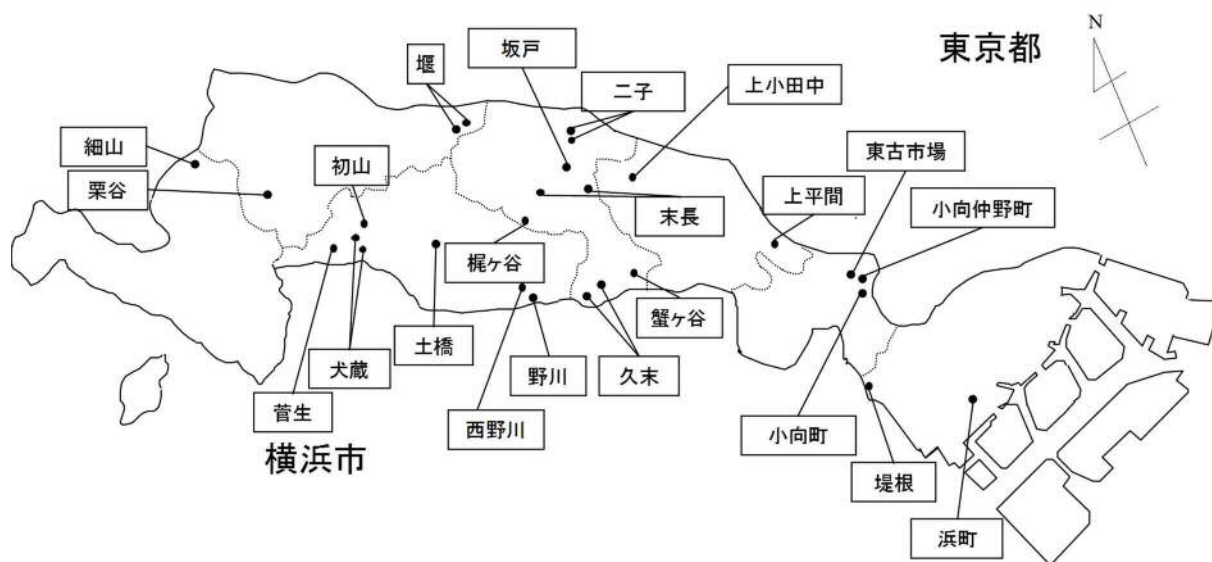 N
東京都
坂戸
堰
二子
上小田中
細山
初山
東古市場
栗谷
上平間
小向仲野町
末長
梶ヶ谷
蟹ヶ谷
土橋
犬蔵
野川
久末
菅生
西野川
小向町
横浜市
堤根
浜町